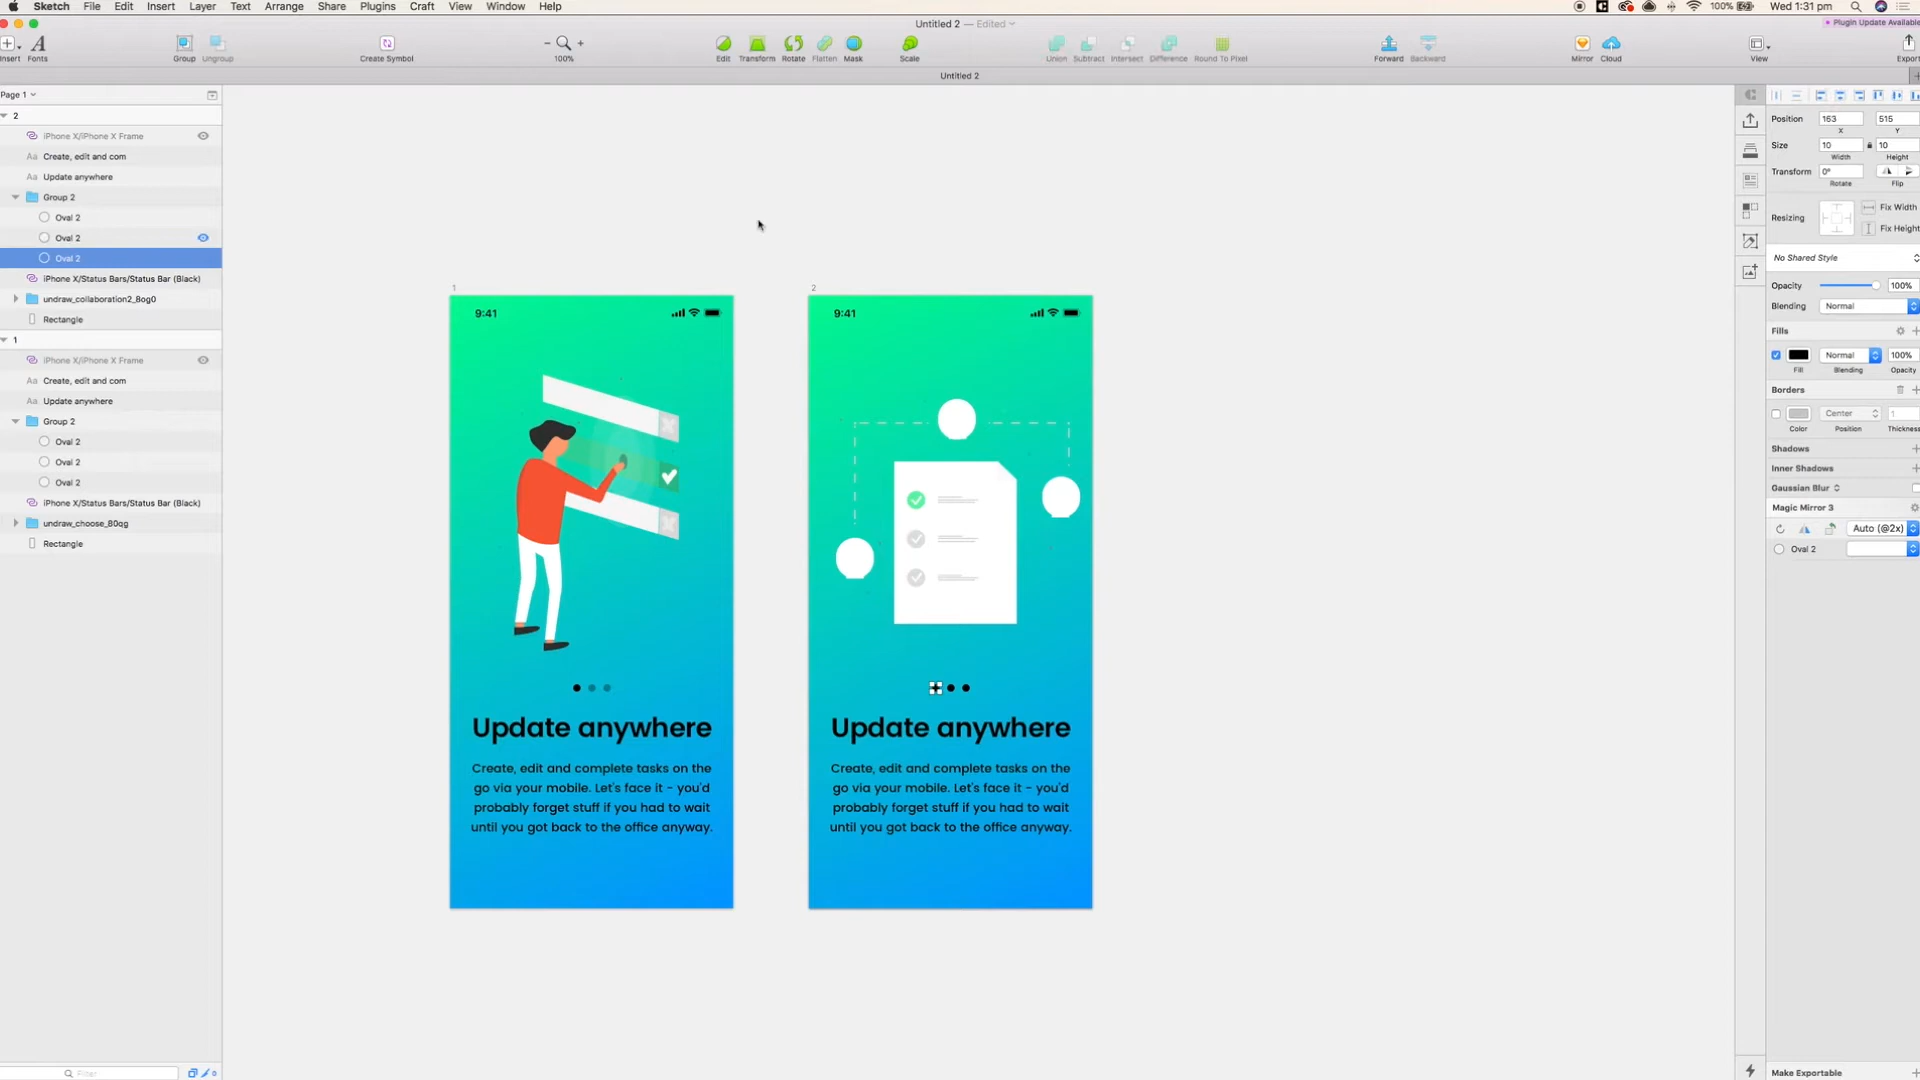 Sketch File Edit Insert Layer Text Arrange Share Plugins Craft View Window Help
100% Wed 1:31 pm
Untitled 2 — Edited
Plugin Update Available
Insert Fonts Group Ungroup Create Symbol 100% Edit Transform Rotate Flatten Mask Scale Union Subtract Intersect Difference Round To Pixel Forward Backward Mirror Cloud View Export
Untitled 2
Page 1
2
iPhone X/iPhone X Frame
Aa Create, edit and com
Aa Update anywhere
Group 2
Oval 2
Oval 2
Oval 2
iPhone X/Status Bars/Status Bar (Black)
undraw_collaboration2_8og0
Rectangle
1
iPhone X/iPhone X Frame
Aa Create, edit and com
Aa Update anywhere
Group 2
Oval 2
Oval 2
Oval 2
iPhone X/Status Bars/Status Bar (Black)
undraw_choose_80qg
Rectangle
Filter
0
1
9:41
Update anywhere
Create, edit and complete tasks on the
go via your mobile. Let's face it - you'd
probably forget stuff if you had to wait
until you got back to the office anyway.
2
9:41
Update anywhere
Create, edit and complete tasks on the
go via your mobile. Let's face it - you'd
probably forget stuff if you had to wait
until you got back to the office anyway.
Position 163 515
X Y
Size 10 10
Width Height
Transform 0°
Rotate Flip
Resizing Fix Width
Fix Height
No Shared Style
Opacity 100%
Blending Normal
Fills
Normal 100%
Fill Blending Opacity
Borders
Center 1
Color Position Thickness
Shadows
Inner Shadows
Gaussian Blur
Magic Mirror 3
Auto (@2x)
Oval 2
Make Exportable